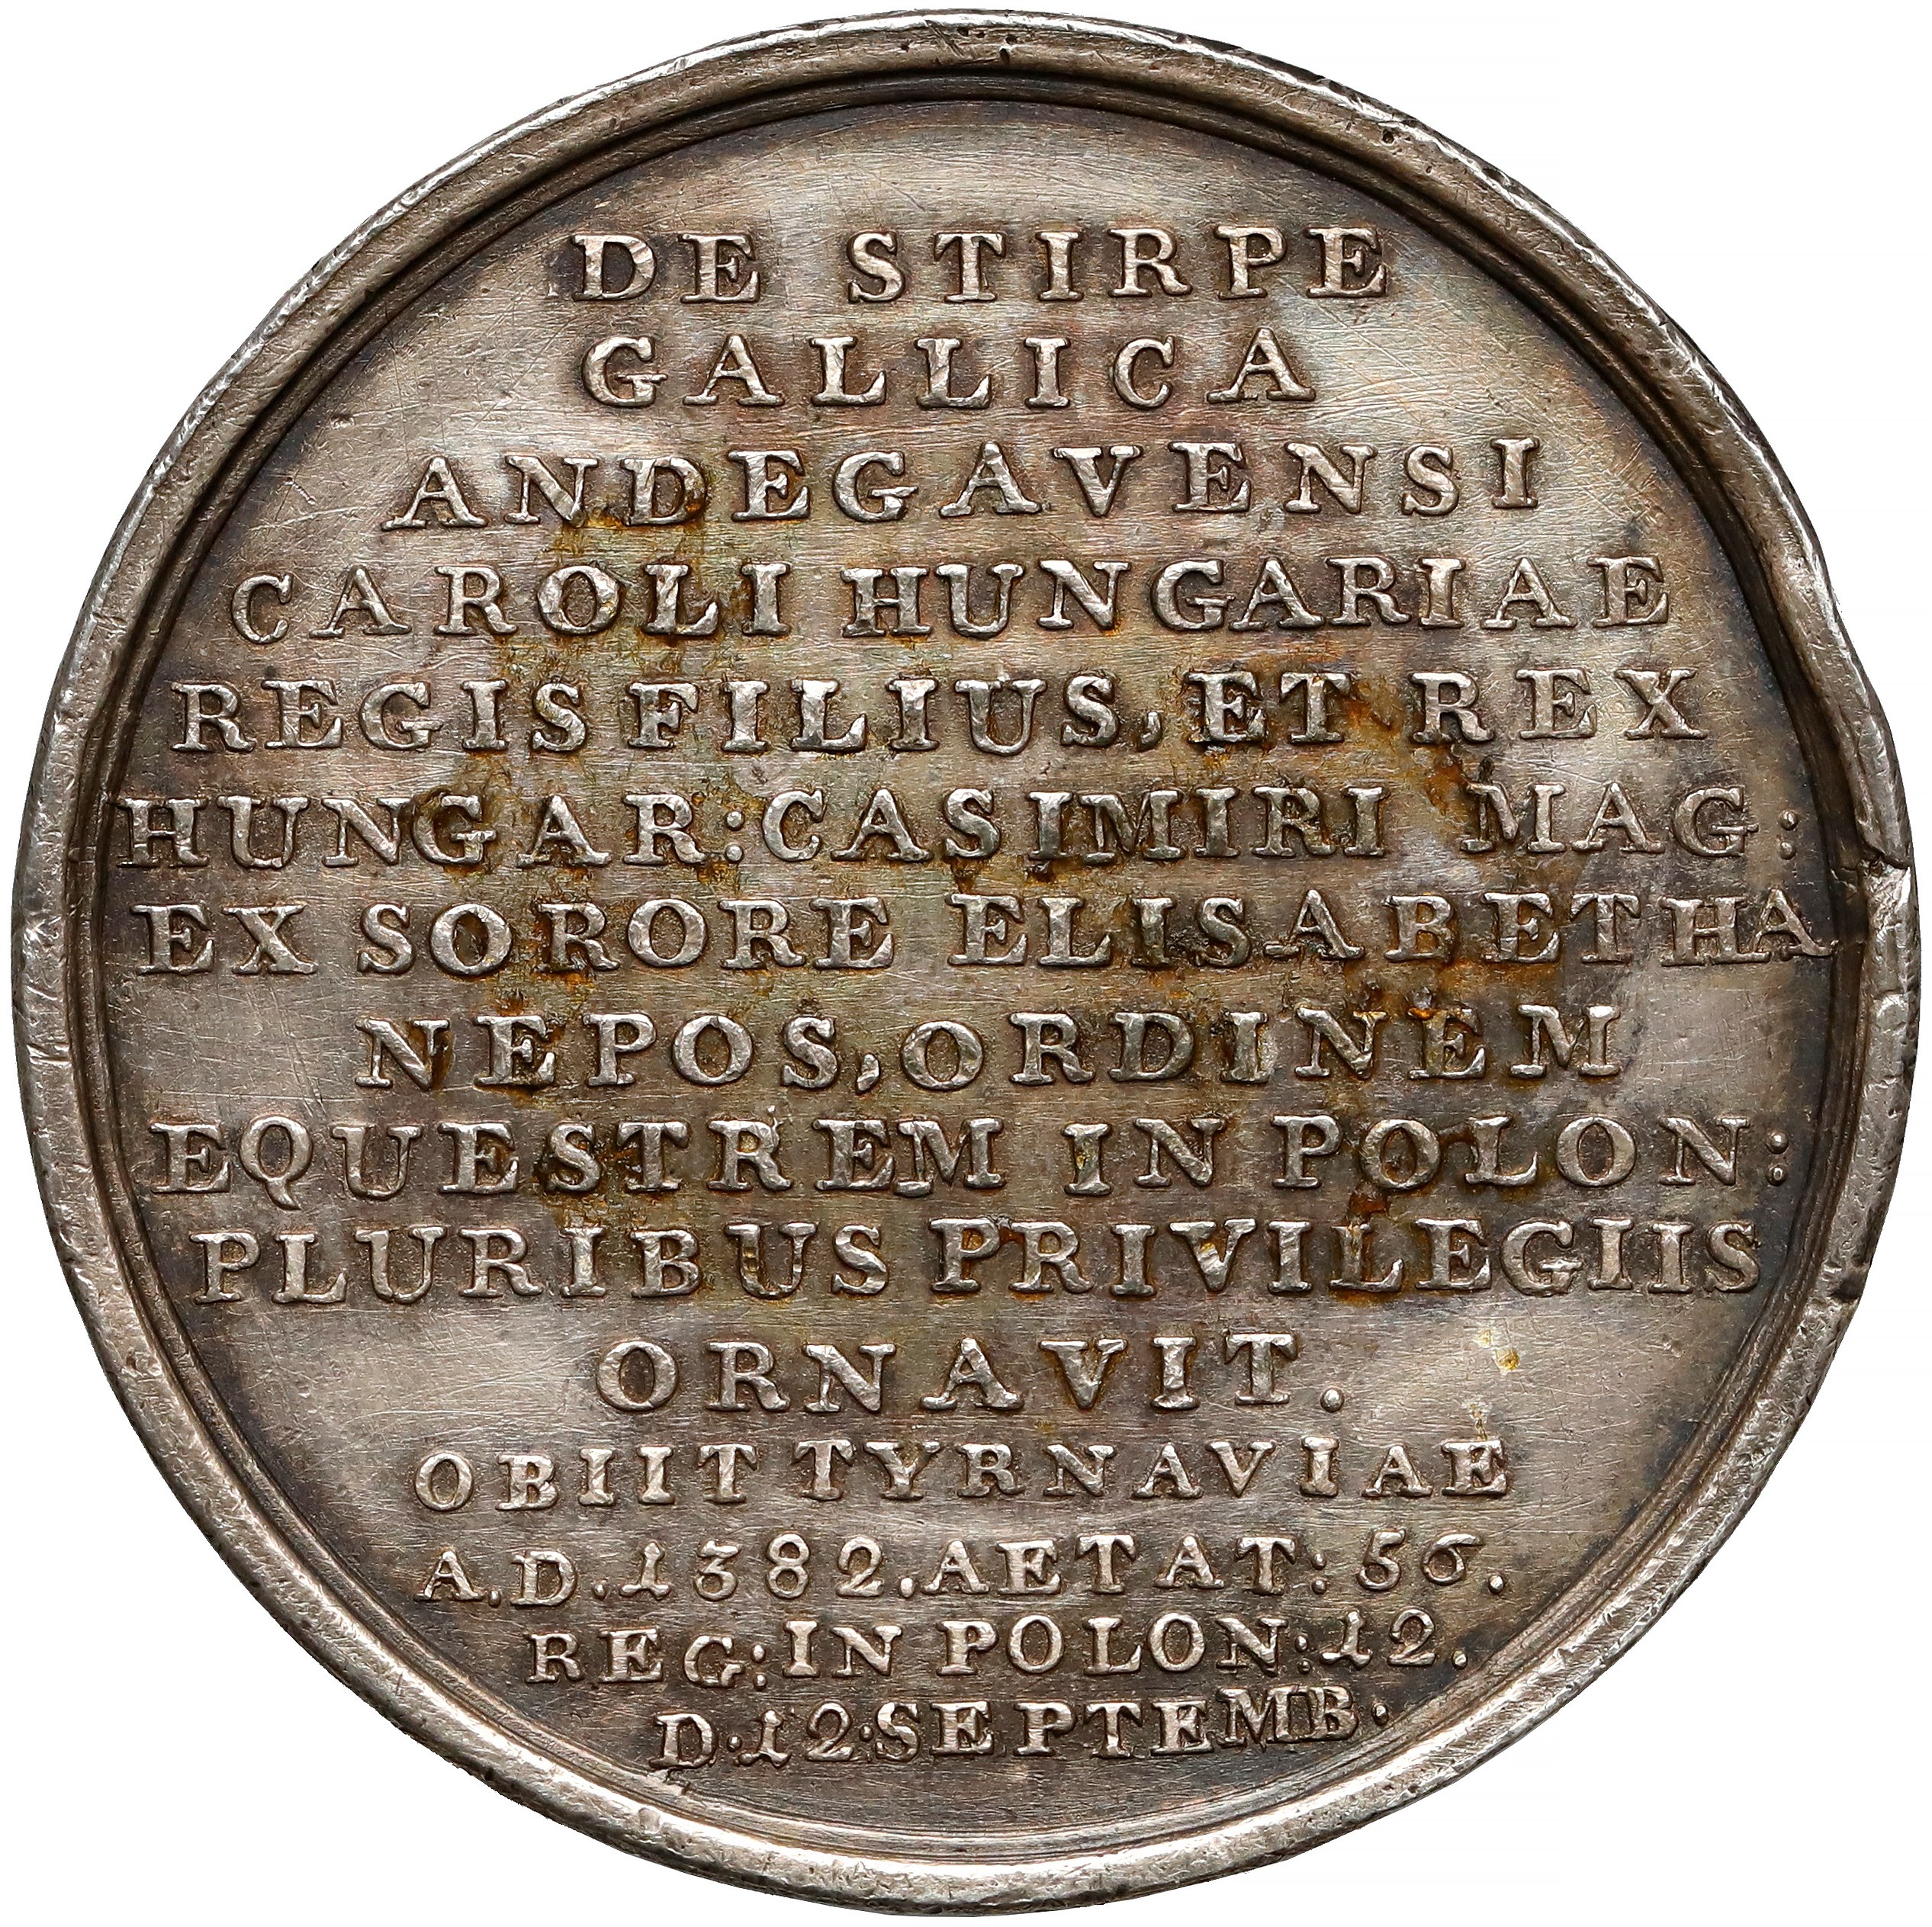 DE STIRPE
GALLICA
ANDEGAVENSI
CAROLI HUNGARIAE
REGIS FILIUS, ET REX
HUNGAR: CASIMIRI MAG:
EX SORORE ELISABETHA
NEPOS, ORDINEM
EQUESTREM IN POLON:
PLURIBUS PRIVILEGIIS
ORNAVIT.
OBIIT TYRNAVIAE
A.D.1382.AETAT:56.
REG:IN POLON:12.
D·12·SEPTEMB·